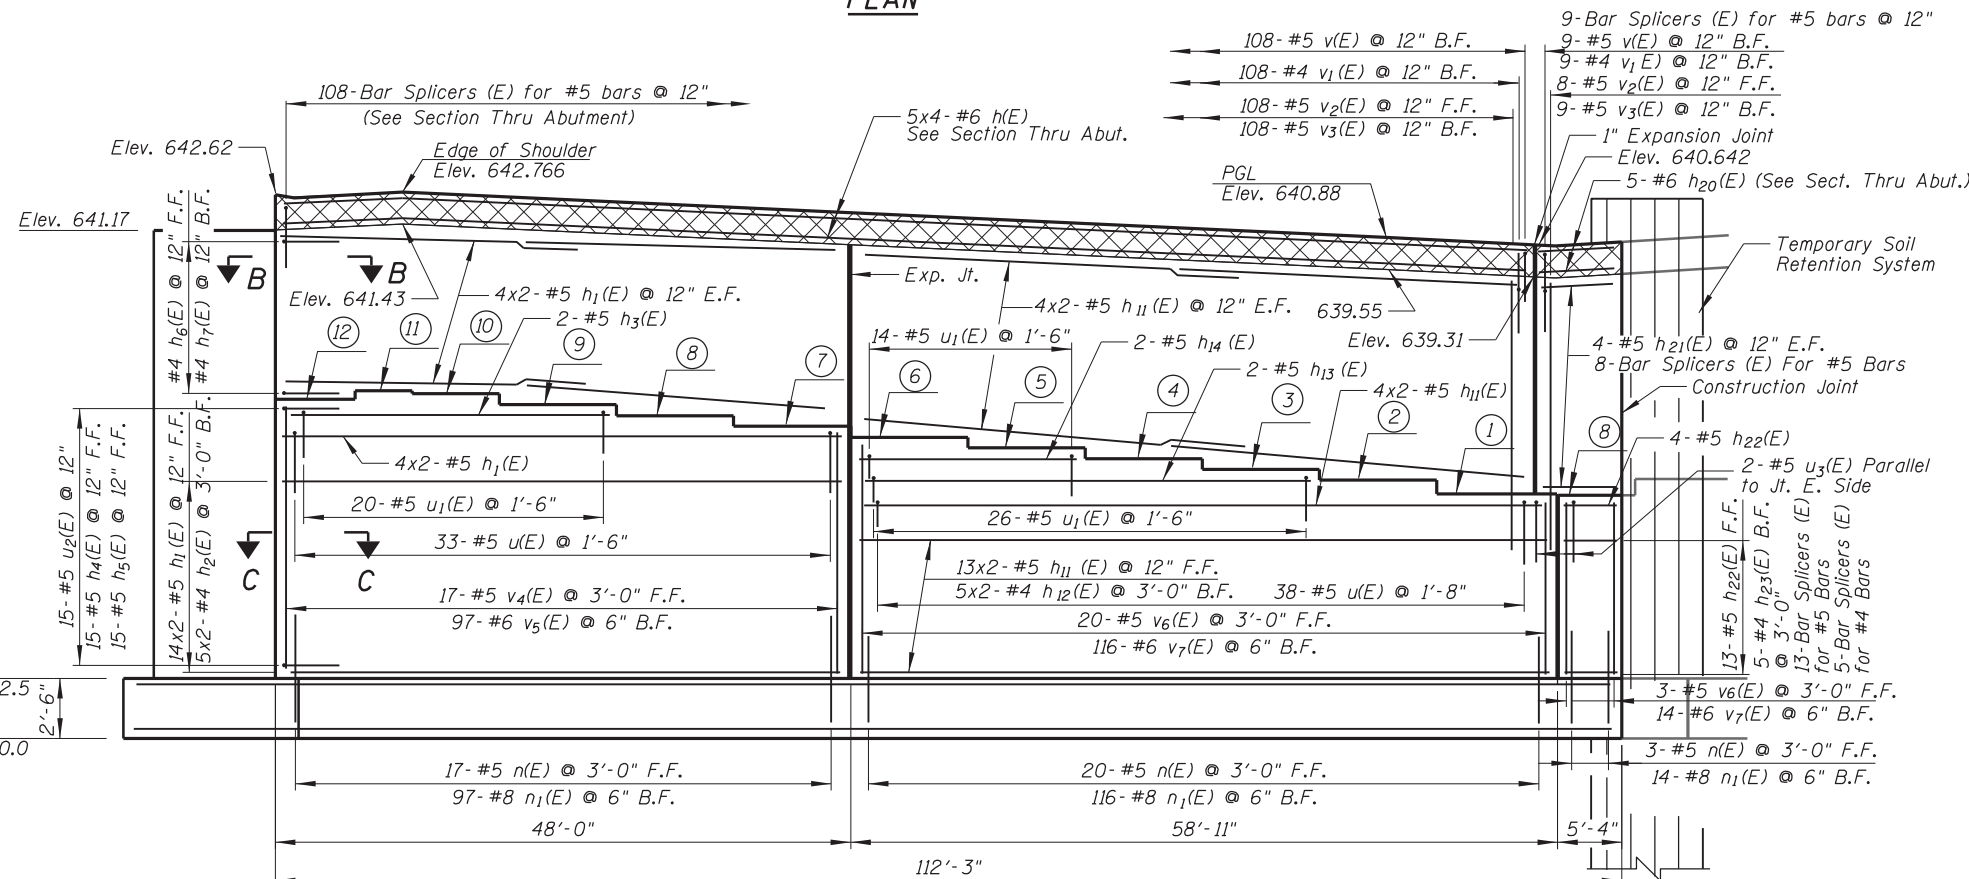 PLAN
9-Bar Splicers (E) for #5 bars @ 12"
108-#5 v(E) @ 12" B.F.
9-#5 v(E) @ 12" B.F.
108-#4 v1(E) @ 12" B.F.
9-#4 v1 E) @ 12" B.F.
108-Bar Splicers (E) for #5 bars @ 12"
(See Section Thru Abutment)
108-#5 v2(E) @ 12" F.F.
108-#5 v3(E) @ 12" B.F.
8-#5 v2(E) @ 12" F.F.
9-#5 v3(E) @ 12" B.F.
5x4-#6 h(E)
See Section Thru Abut.
1" Expansion Joint
Elev. 642.62
Edge of Shoulder
Elev. 642.766
Elev. 640.642
PGL
Elev. 640.88
5-#6 h20(E) (See Sect. Thru Abut.)
Elev. 641.17
#4 h6(E) @ 12" F.F.
#4 h7(E) @ 12" B.F.
Temporary Soil
Retention System
B
B
Exp. Jt.
Elev. 641.43
4x2-#5 h1(E) @ 12" E.F.
4x2-#5 h11(E) @ 12" E.F.
639.55
2-#5 h3(E)
12
11
10
9
8
7
14-#5 u1(E) @ 1'-6"
2-#5 h14(E)
Elev. 639.31
4-#5 h21(E) @ 12" E.F.
8-Bar Splicers (E) For #5 Bars
2-#5 h13(E)
4x2-#5 h11(E)
Construction Joint
6
5
4
3
2
1
8
4-#5 h22(E)
4x2-#5 h1(E)
2-#5 u3(E) Parallel
to Jt. E. Side
15-#5 u2(E) @ 12"
15-#5 h4(E) @ 12" F.F.
15-#5 h5(E) @ 12" F.F.
14x2-#5 h1(E) @ 12" F.F.
5x2-#4 h2(E) @ 3'-0" B.F.
20-#5 u1(E) @ 1'-6"
26-#5 u1(E) @ 1'-6"
33-#5 u(E) @ 1'-6"
C
C
13x2-#5 h11(E) @ 12" F.F.
5x2-#4 h12(E) @ 3'-0" B.F.
38-#5 u(E) @ 1'-8"
13-#5 h22(E) F.F.
5-#4 h23(E) B.F.
@ 3'-0"
13-Bar Splicers (E)
for #5 Bars
5-Bar Splicers (E)
for #4 Bars
17-#5 v4(E) @ 3'-0" F.F.
97-#6 v5(E) @ 6" B.F.
20-#5 v6(E) @ 3'-0" F.F.
116-#6 v7(E) @ 6" B.F.
2.5
2'-6"
0.0
3-#5 v6(E) @ 3'-0" F.F.
14-#6 v7(E) @ 6" B.F.
17-#5 n(E) @ 3'-0" F.F.
97-#8 n1(E) @ 6" B.F.
20-#5 n(E) @ 3'-0" F.F.
116-#8 n1(E) @ 6" B.F.
3-#5 n(E) @ 3'-0" F.F.
14-#8 n1(E) @ 6" B.F.
48'-0"
58'-11"
5'-4"
112'-3"